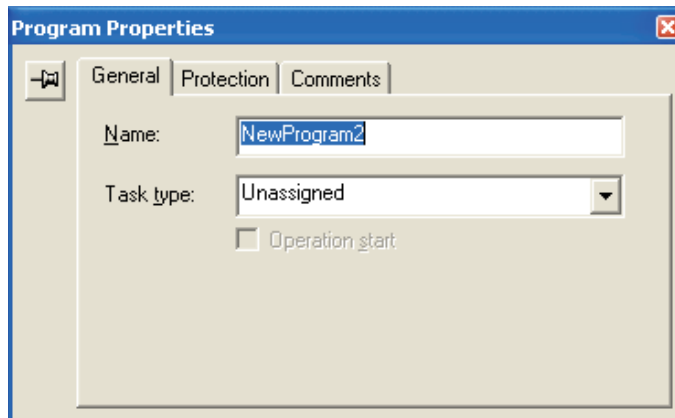 Program Properties
General Protection Comments
Name: NewProgram2
Task type: Unassigned
Operation start